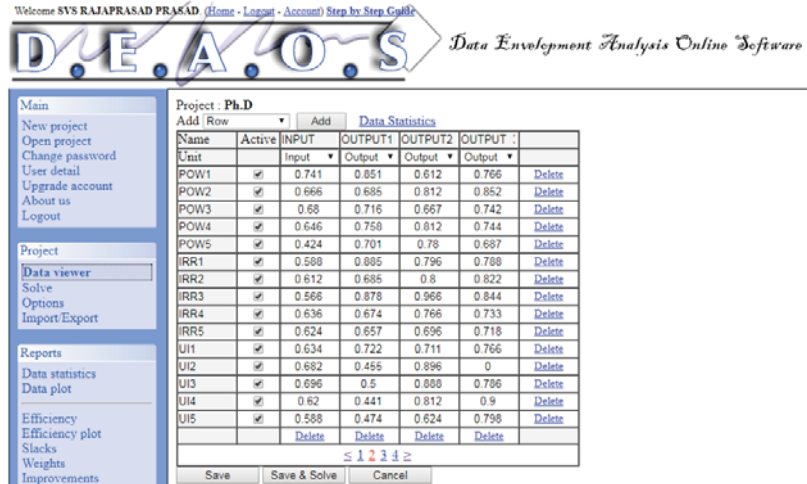 Welcome SVS RAJAPRASAD PRASAD (Home - Logout - Account) Step by Step Guide
D.E.A.O.S
Data Envelopment Analysis Online Software
Main
New project
Open project
Change password
User detail
Upgrade account
About us
Logout
Project
Data viewer
Solve
Options
Import/Export
Reports
Data statistics
Data plot
Efficiency
Efficiency plot
Slacks
Weights
Improvements
Project : Ph.D
Add Row Add Data Statistics
Name Active INPUT OUTPUT1 OUTPUT2 OUTPUT :
Unit Input Output Output Output
POW1 0.741 0.851 0.612 0.766 Delete
POW2 0.666 0.685 0.812 0.852 Delete
POW3 0.68 0.716 0.667 0.742 Delete
POW4 0.646 0.758 0.812 0.744 Delete
POW5 0.424 0.701 0.78 0.687 Delete
IRR1 0.588 0.885 0.796 0.788 Delete
IRR2 0.612 0.685 0.8 0.822 Delete
IRR3 0.566 0.878 0.966 0.844 Delete
IRR4 0.636 0.674 0.766 0.733 Delete
IRR5 0.624 0.657 0.696 0.718 Delete
UI1 0.634 0.722 0.711 0.766 Delete
UI2 0.682 0.455 0.896 0 Delete
UI3 0.696 0.5 0.888 0.786 Delete
UI4 0.62 0.441 0.812 0.9 Delete
UI5 0.588 0.474 0.624 0.798 Delete
Delete Delete Delete Delete
≤ 1 2 3 4 ≥
Save Save & Solve Cancel